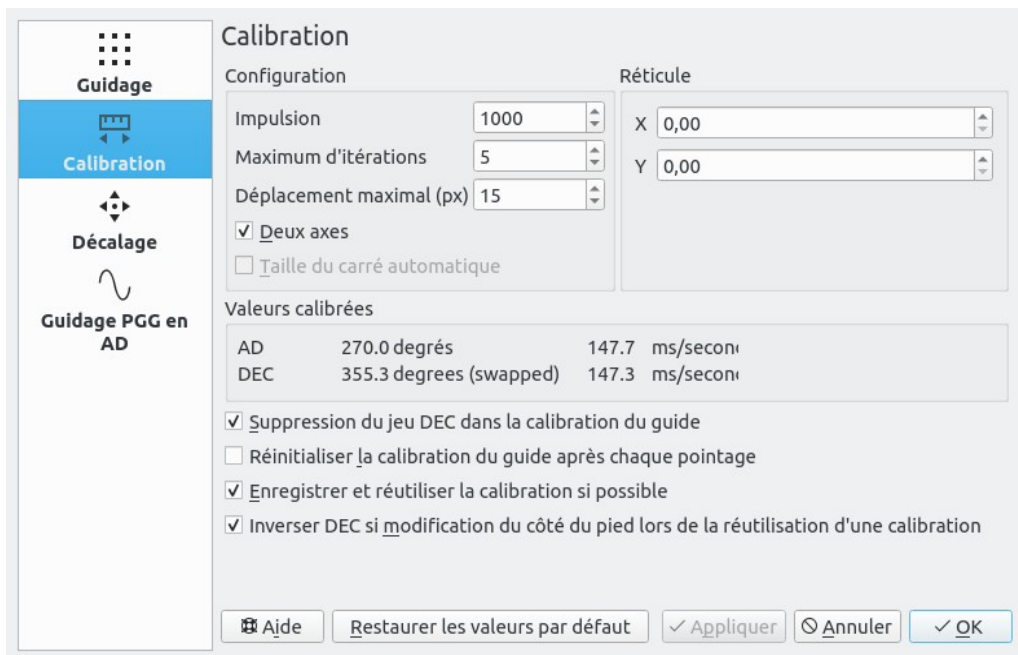 Guidage
Calibration
Décalage
Guidage PGG en
AD
Calibration
Configuration
Impulsion 1000
Maximum d'itérations 5
Déplacement maximal (px) 15
Deux axes
Taille du carré automatique
Réticule
X 0,00
Y 0,00
Valeurs calibrées
AD 270.0 degrés 147.7 ms/secon
DEC 355.3 degrees (swapped) 147.3 ms/secon
Suppression du jeu DEC dans la calibration du guide
Réinitialiser la calibration du guide après chaque pointage
Enregistrer et réutiliser la calibration si possible
Inverser DEC si modification du côté du pied lors de la réutilisation d'une calibration
Aide Restaurer les valeurs par défaut Appliquer Annuler OK